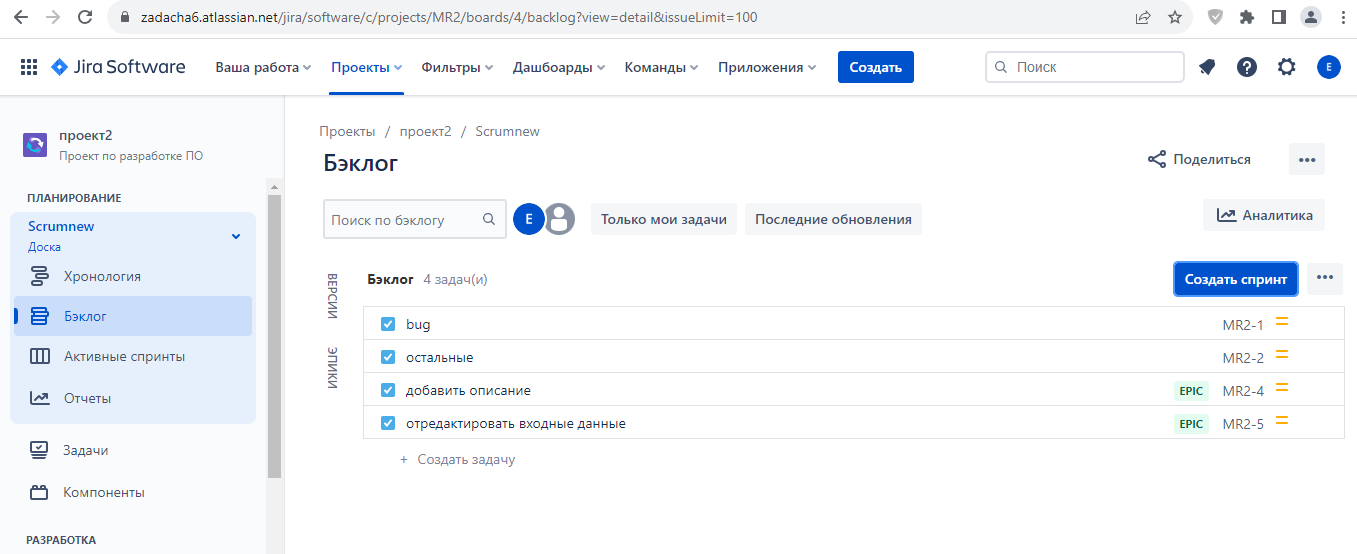 zadacha6.atlassian.net/jira/software/c/projects/MR2/boards/4/backlog?view=detail&issueLimit=100
Jira Software Ваша работа Проекты Фильтры Дашборды Команды Приложения Создать Поиск E
проект2
Проект по разработке ПО
ПЛАНИРОВАНИЕ
Scrumnew
Доска
Хронология
Бэклог
Активные спринты
Отчеты
Задачи
Компоненты
РАЗРАБОТКА
Проекты / проект2 / Scrumnew
Бэклог
Поделиться
Поиск по бэклогу E Только мои задачи Последние обновления Аналитика
ВЕРСИИ
ЭПИКИ
Бэклог 4 задач(и) Создать спринт
bug MR2-1
остальные MR2-2
добавить описание EPIC MR2-4
отредактировать входные данные EPIC MR2-5
+ Создать задачу